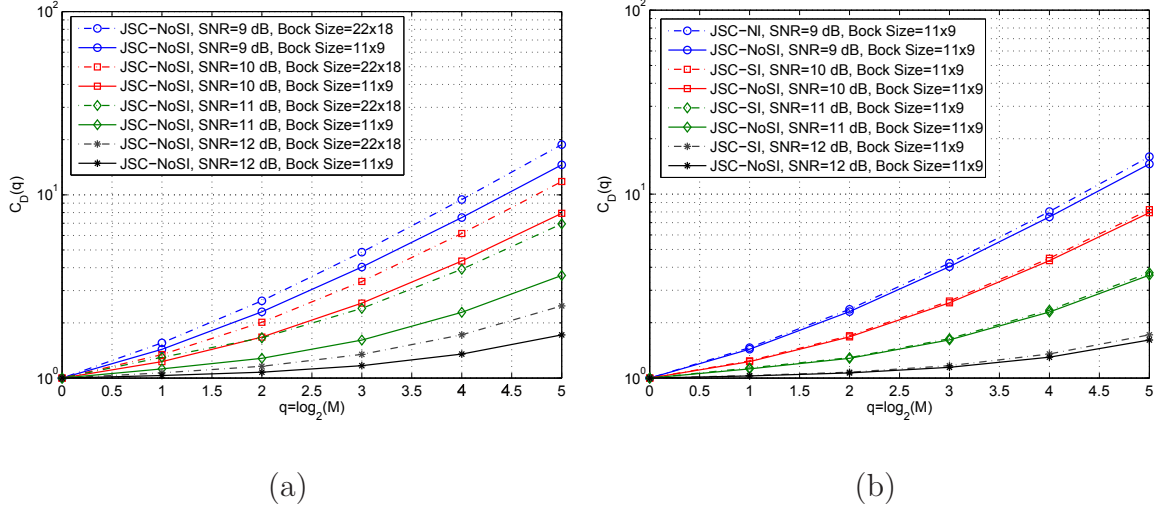 JSC−NoSI, SNR=9 dB, Bock Size=22x18
JSC−NoSI, SNR=9 dB, Bock Size=11x9
JSC−NoSI, SNR=10 dB, Bock Size=22x18
JSC−NoSI, SNR=10 dB, Bock Size=11x9
JSC−NoSI, SNR=11 dB, Bock Size=22x18
JSC−NoSI, SNR=11 dB, Bock Size=11x9
JSC−NoSI, SNR=12 dB, Bock Size=22x18
JSC−NoSI, SNR=12 dB, Bock Size=11x9
10^2
10^1
10^0
C_D(q)
0 0.5 1 1.5 2 2.5 3 3.5 4 4.5 5
q=log_2(M)
(a)
JSC−NI, SNR=9 dB, Bock Size=11x9
JSC−NoSI, SNR=9 dB, Bock Size=11x9
JSC−SI, SNR=10 dB, Bock Size=11x9
JSC−NoSI, SNR=10 dB, Bock Size=11x9
JSC−SI, SNR=11 dB, Bock Size=11x9
JSC−NoSI, SNR=11 dB, Bock Size=11x9
JSC−SI, SNR=12 dB, Bock Size=11x9
JSC−NoSI, SNR=12 dB, Bock Size=11x9
10^2
10^1
10^0
C_D(q)
0 0.5 1 1.5 2 2.5 3 3.5 4 4.5 5
q=log_2(M)
(b)